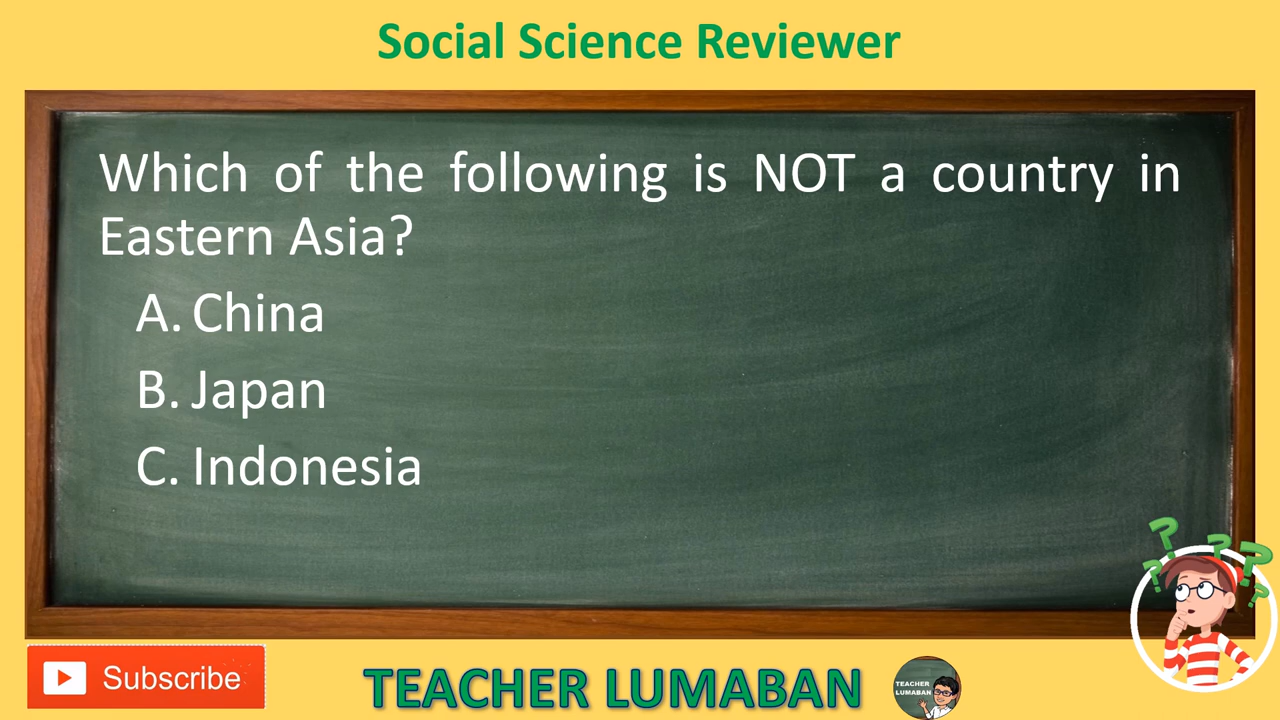 Social Science Reviewer
Which of the following is NOT a country in
Eastern Asia?
A. China
B. Japan
C. Indonesia
Subscribe
TEACHER LUMABAN
TEACHER
LUMABAN